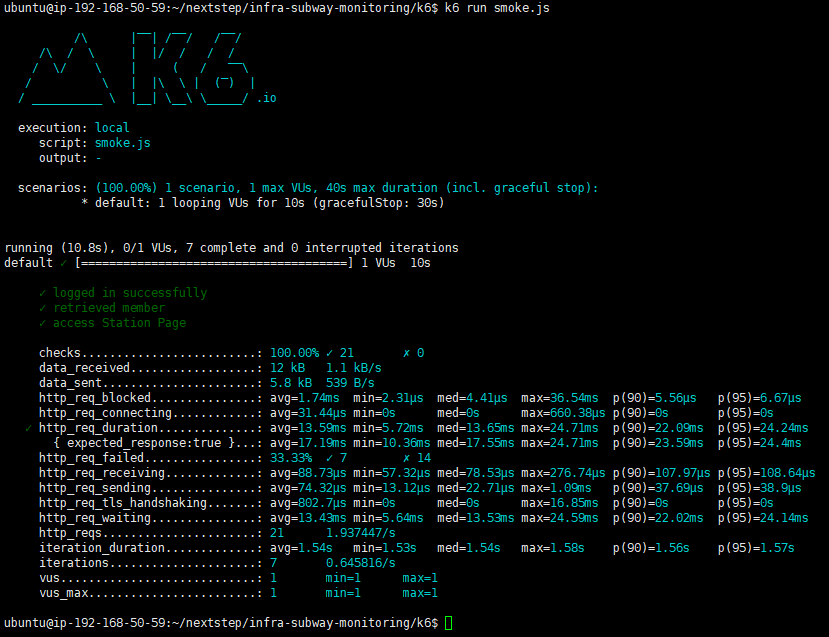 ubuntu@ip-192-168-50-59:~/nextstep/infra-subway-monitoring/k6$ k6 run smoke.js
.io
execution: local
script: smoke.js
output: -
scenarios: (100.00%) 1 scenario, 1 max VUs, 40s max duration (incl. graceful stop):
* default: 1 looping VUs for 10s (gracefulStop: 30s)
running (10.8s), 0/1 VUs, 7 complete and 0 interrupted iterations
default ✓ [======================================] 1 VUs  10s
✓ logged in successfully
✓ retrieved member
✓ access Station Page
checks.........................: 100.00% ✓ 21       ✗ 0
data_received..................: 12 kB   1.1 kB/s
data_sent......................: 5.8 kB  539 B/s
http_req_blocked...............: avg=1.74ms  min=2.31µs  med=4.41µs  max=36.54ms  p(90)=5.56µs   p(95)=6.67µs
http_req_connecting............: avg=31.44µs min=0s      med=0s      max=660.38µs p(90)=0s       p(95)=0s
✓ http_req_duration..............: avg=13.59ms min=5.72ms  med=13.65ms max=24.71ms  p(90)=22.09ms  p(95)=24.24ms
{ expected_response:true }...: avg=17.19ms min=10.36ms med=17.55ms max=24.71ms  p(90)=23.59ms  p(95)=24.4ms
http_req_failed................: 33.33% ✓ 7        ✗ 14
http_req_receiving.............: avg=88.73µs min=57.32µs med=78.53µs max=276.74µs p(90)=107.97µs p(95)=108.64µs
http_req_sending...............: avg=74.32µs min=13.12µs med=22.71µs max=1.09ms   p(90)=37.69µs  p(95)=38.9µs
http_req_tls_handshaking.......: avg=802.7µs min=0s      med=0s      max=16.85ms  p(90)=0s       p(95)=0s
http_req_waiting...............: avg=13.43ms min=5.64ms  med=13.53ms max=24.59ms  p(90)=22.02ms  p(95)=24.14ms
http_reqs......................: 21      1.937447/s
iteration_duration.............: avg=1.54s   min=1.53s   med=1.54s   max=1.58s    p(90)=1.56s    p(95)=1.57s
iterations.....................: 7       0.645816/s
vus............................: 1       min=1      max=1
vus_max........................: 1       min=1      max=1
ubuntu@ip-192-168-50-59:~/nextstep/infra-subway-monitoring/k6$